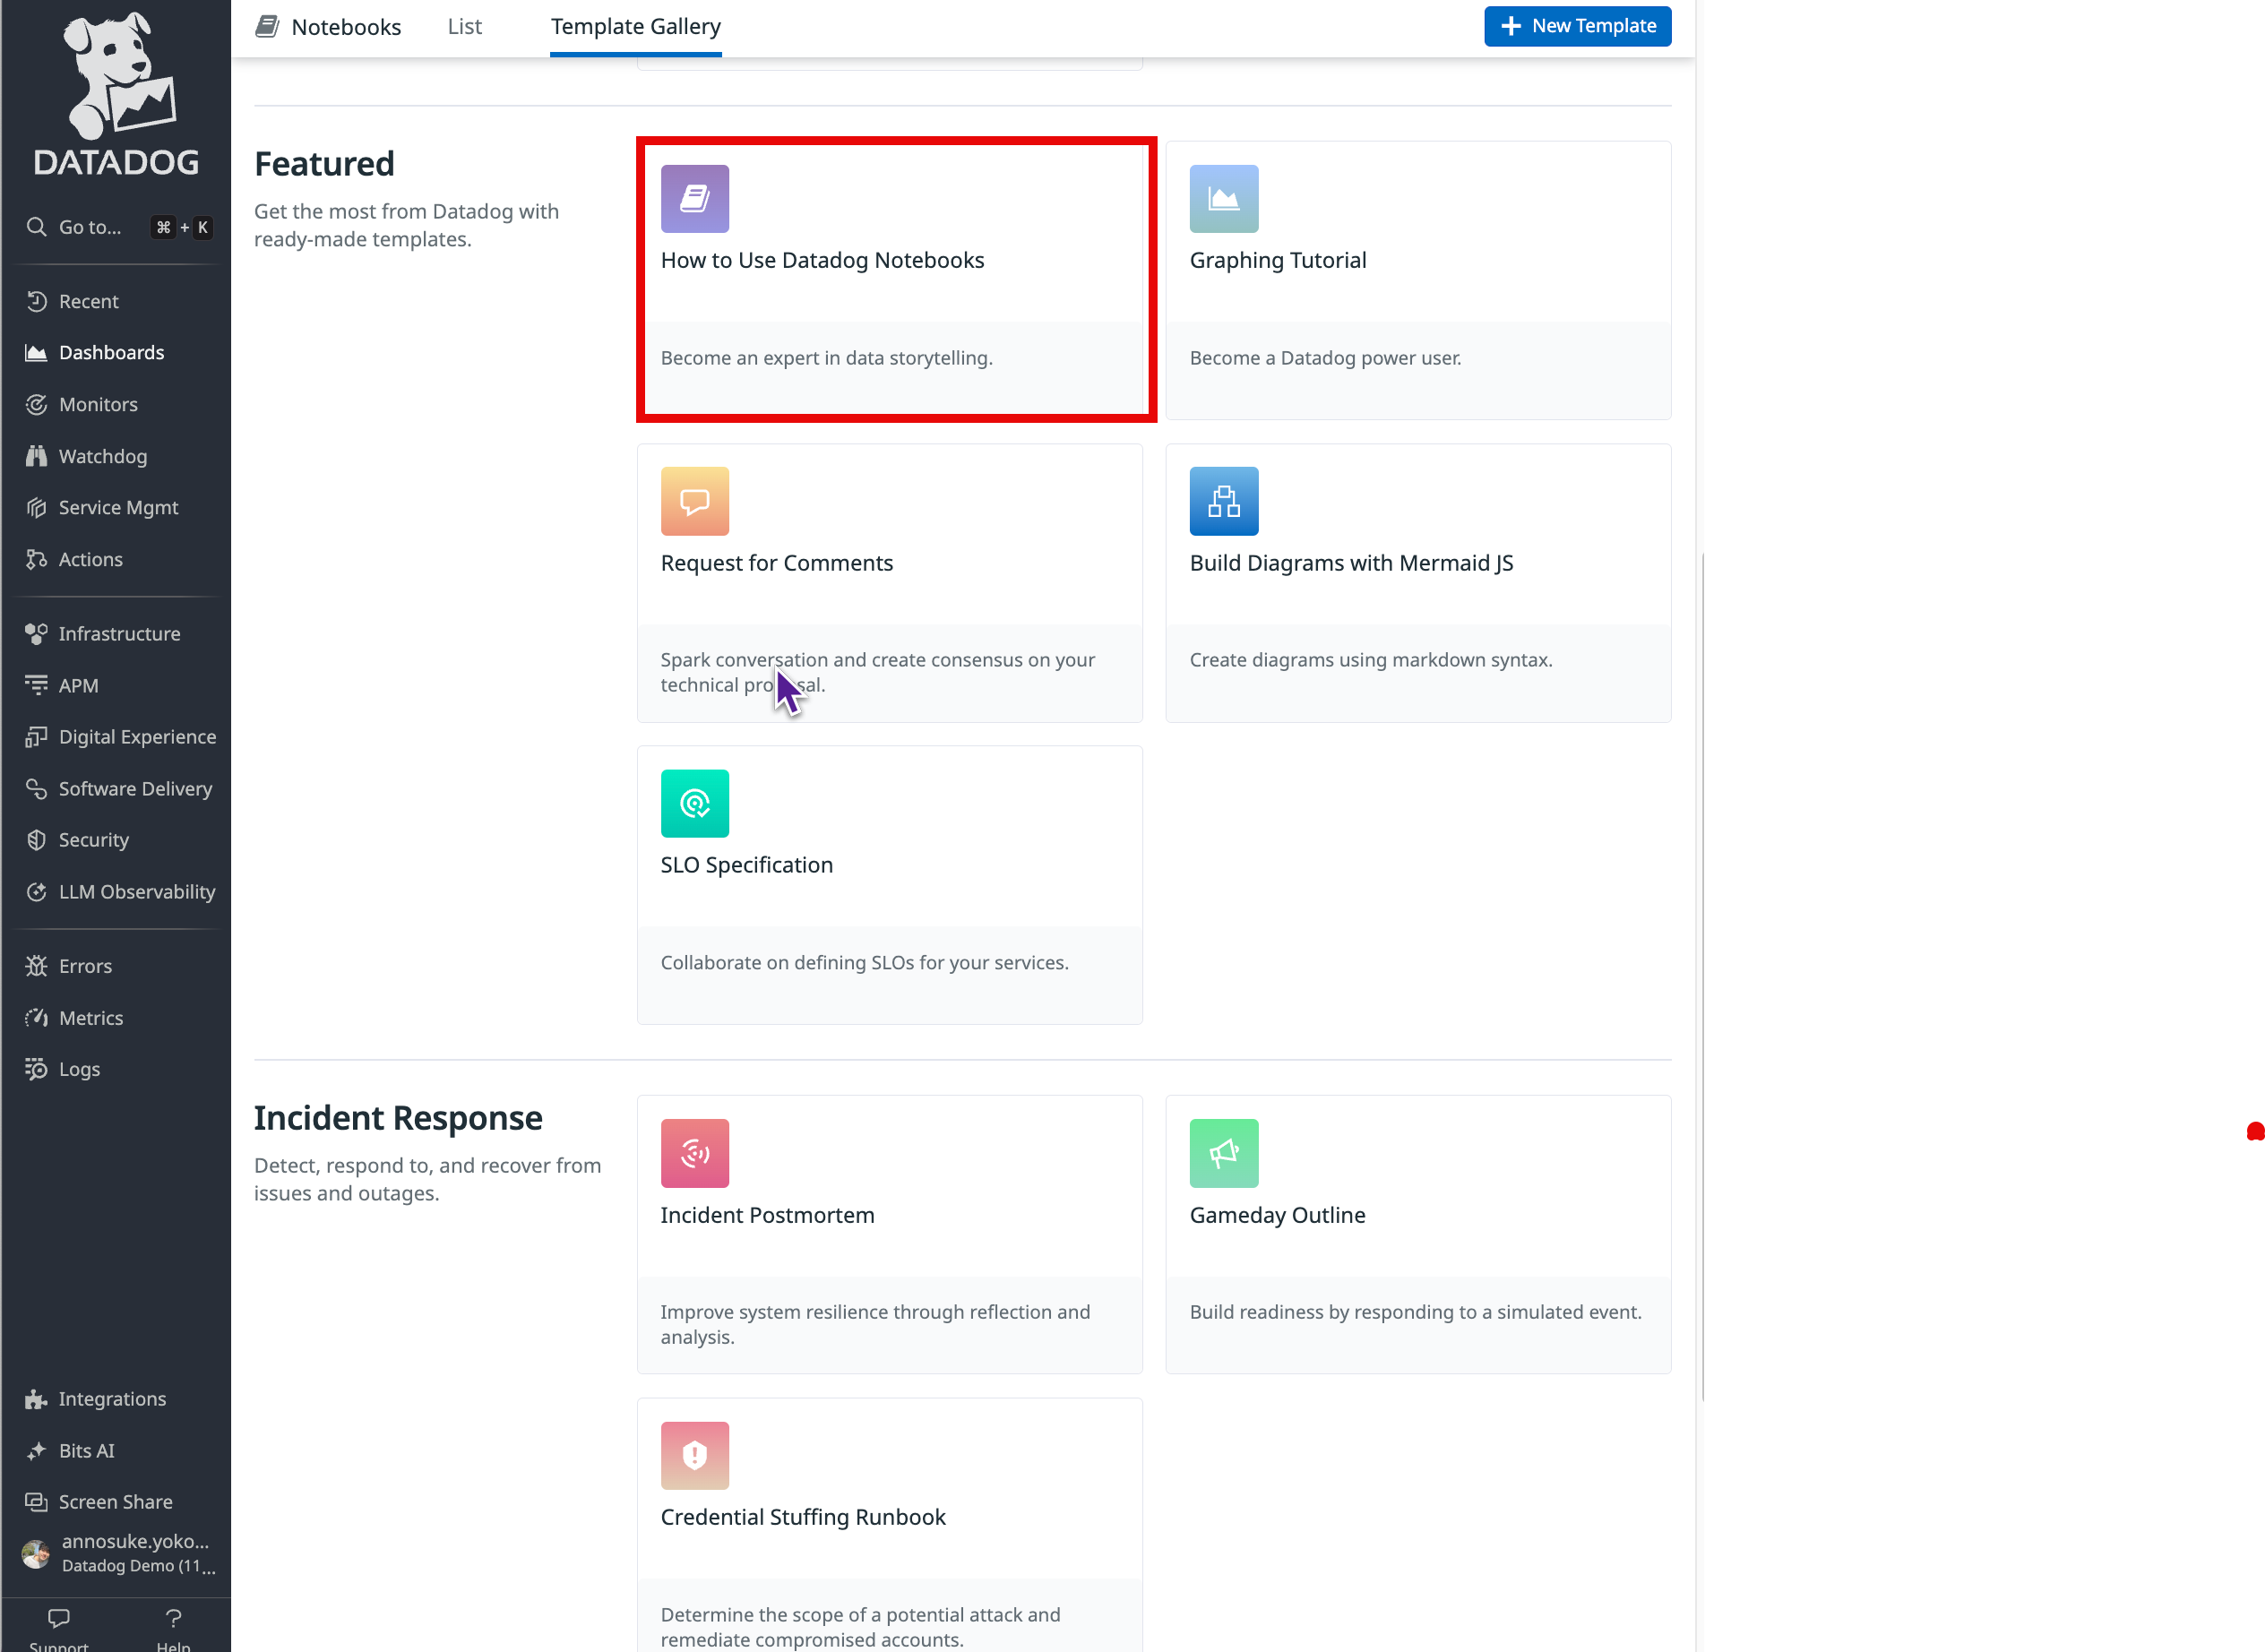 DATADOG
Go to...
⌘ + K
Recent
Dashboards
Monitors
Watchdog
Service Mgmt
Actions
Infrastructure
APM
Digital Experience
Software Delivery
Security
LLM Observability
Errors
Metrics
Logs
Integrations
Bits AI
Screen Share
annosuke.yoko...
Datadog Demo (11...
Support
Help
Notebooks
List
Template Gallery
+ New Template
Featured
Get the most from Datadog with
ready-made templates.
How to Use Datadog Notebooks
Become an expert in data storytelling.
Graphing Tutorial
Become a Datadog power user.
Request for Comments
Spark conversation and create consensus on your
technical proposal.
Build Diagrams with Mermaid JS
Create diagrams using markdown syntax.
SLO Specification
Collaborate on defining SLOs for your services.
Incident Response
Detect, respond to, and recover from
issues and outages.
Incident Postmortem
Improve system resilience through reflection and
analysis.
Gameday Outline
Build readiness by responding to a simulated event.
Credential Stuffing Runbook
Determine the scope of a potential attack and
remediate compromised accounts.